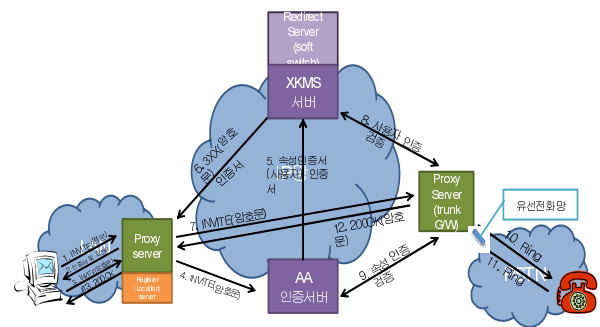 Redirect
Server
(soft
switch)
XKMS
서버
8. 사용자 인증
검증
6. 3XX(암호
문) 인증서
5. 속성인증서
(사용자) 인증
서
Proxy
Server
(trunk
G/W)
유선전화망
7. INVITE(암호문)
12. 200OK(암호
문)
10. Ring
11. Ring
1. INVITE(평문)
Proxy
server
4. INVITE(암호문)
Register
(Location)
server
AA
인증서버
9. 속성 인증
검증